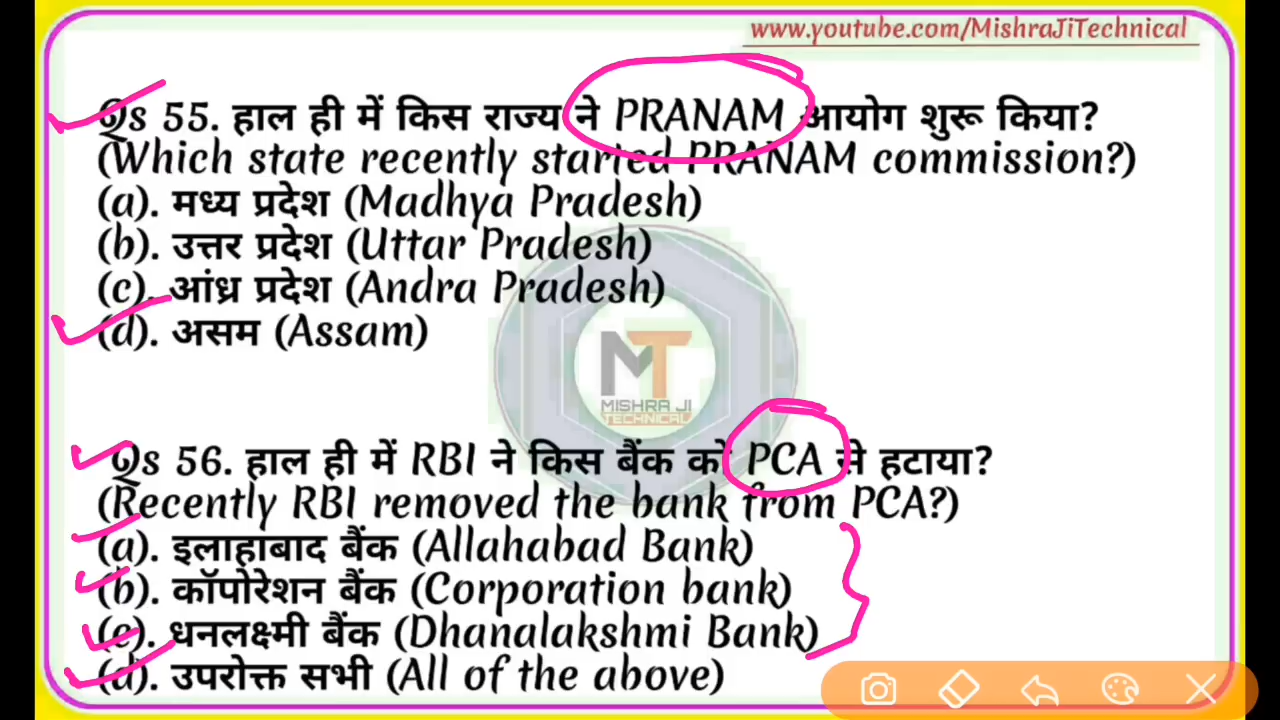 www.youtube.com/MishraJiTechnical
Qs 55. हाल ही में किस राज्य ने PRANAM आयोग शुरू किया?
(Which state recently started PRANAM commission?)
(a). मध्य प्रदेश (Madhya Pradesh)
(b). उत्तर प्रदेश (Uttar Pradesh)
(c). आंध्र प्रदेश (Andra Pradesh)
(d). असम (Assam)
MT
MISHRA JI
TECHNICAL
Qs 56. हाल ही में RBI ने किस बैंक को PCA से हटाया?
(Recently RBI removed the bank from PCA?)
(a). इलाहाबाद बैंक (Allahabad Bank)
(b). कॉपोरेशन बैंक (Corporation bank)
(c). धनलक्ष्मी बैंक (Dhanalakshmi Bank)
(d). उपरोक्त सभी (All of the above)